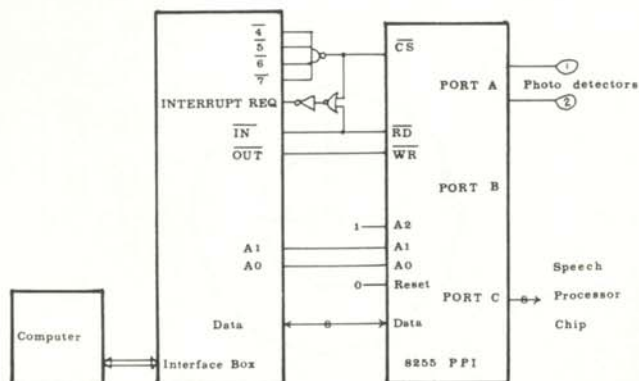 4
5
6
7
INTERRUPT REQ
IN
OUT
A1
A0
Data
Interface Box
Computer
CS
RD
WR
1
A2
A1
A0
0
Reset
8
Data
8255 PPI
PORT A
PORT B
PORT C
1
Photo detectors
2
8
Speech
Processor
Chip